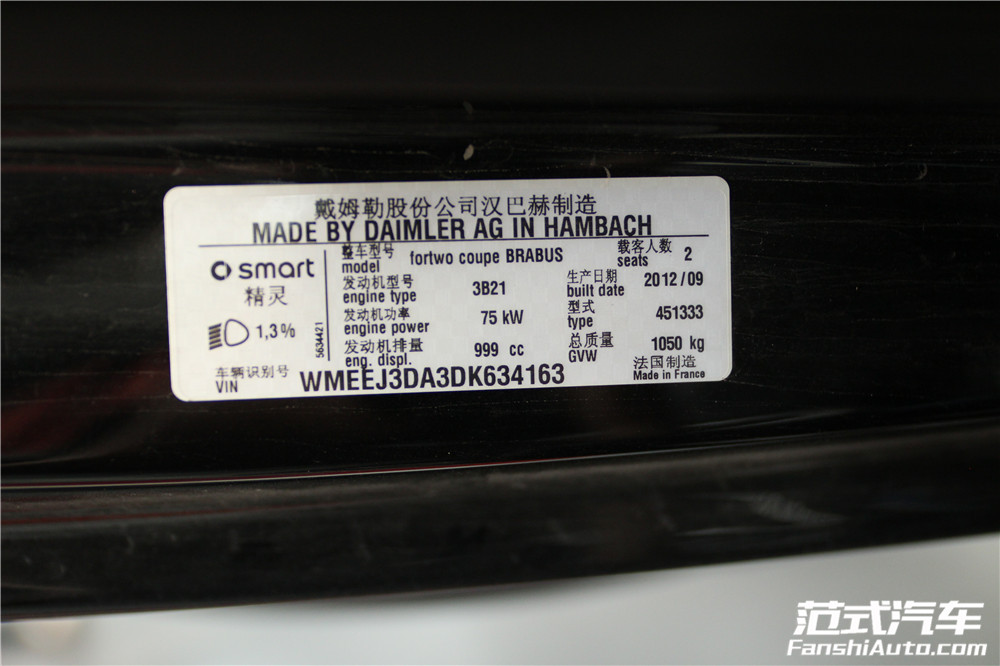 戴姆勒股份公司汉巴赫制造
MADE BY DAIMLER AG IN HAMBACH
smart
精灵
整车型号 fortwo coupe BRABUS 载客人数 2
model seats
发动机型号 3B21 生产日期 2012/09
engine type built date
发动机功率 75 kW 型式 451333
engine power type
1,3%
5634421
发动机排量 999 cc 总质量 1050 kg
eng. displ. GVW
车辆识别号 WMEEJ3DA3DK634163 法国制造
VIN Made in France
范式汽车
FanshiAuto.com